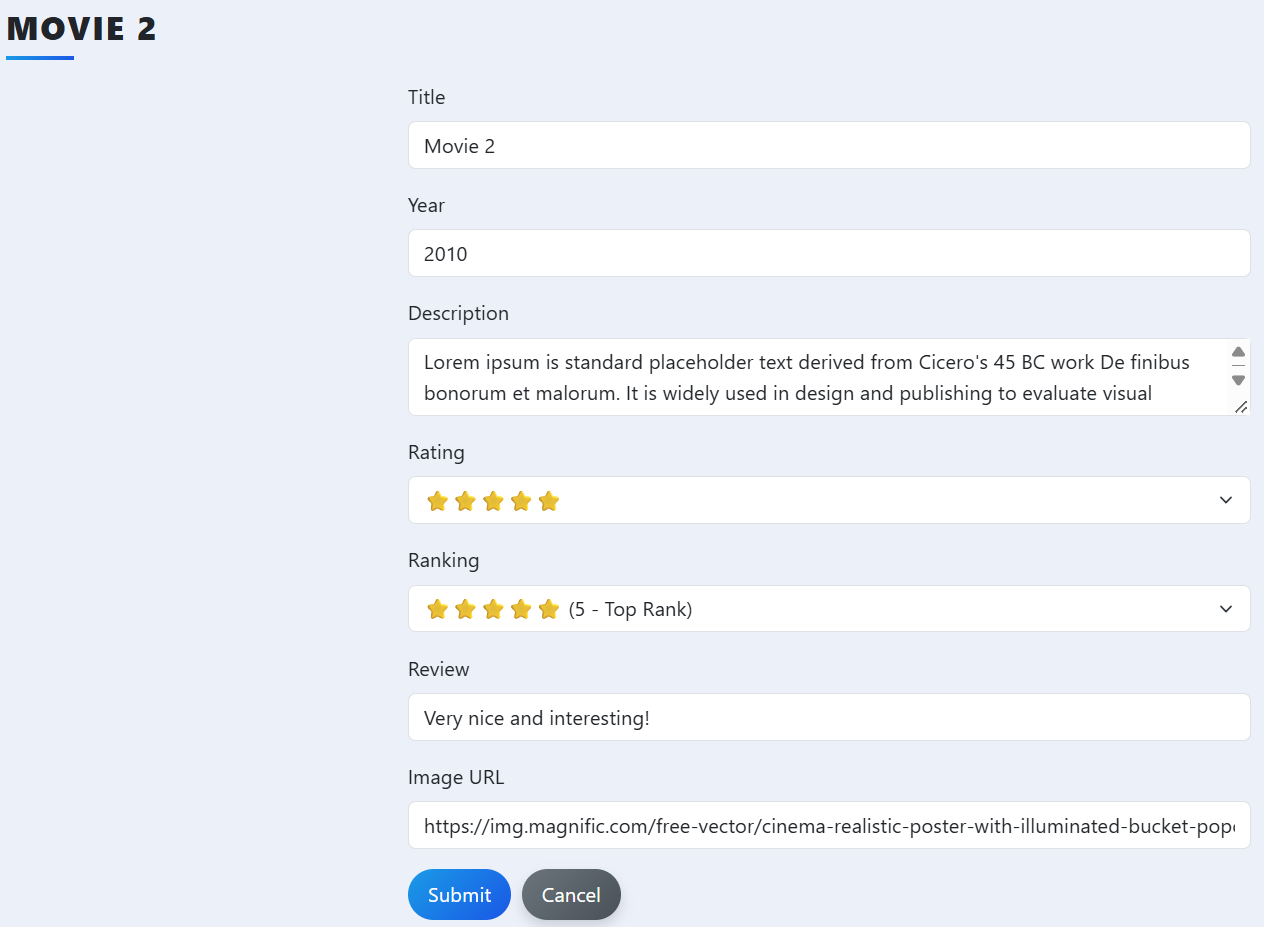 MOVIE 2
Title
Movie 2
Year
2010
Description
Lorem ipsum is standard placeholder text derived from Cicero's 45 BC work De finibus
bonorum et malorum. It is widely used in design and publishing to evaluate visual
Rating
⭐⭐⭐⭐⭐
Ranking
⭐⭐⭐⭐⭐ (5 - Top Rank)
Review
Very nice and interesting!
Image URL
https://img.magnific.com/free-vector/cinema-realistic-poster-with-illuminated-bucket-pop
Submit Cancel